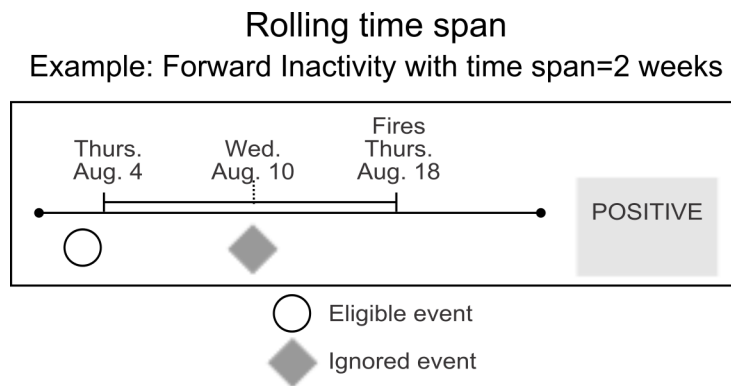 Rolling time span
Example: Forward Inactivity with time span=2 weeks
Thurs.
Aug. 4
Wed.
Aug. 10
Fires
Thurs.
Aug. 18
POSITIVE
Eligible event
Ignored event